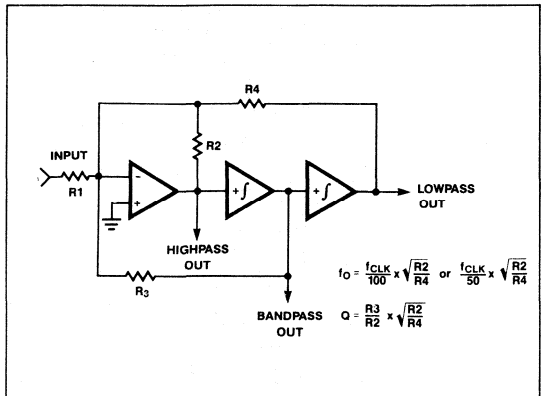 R4
R2
INPUT
R1
-
+
+∫
+∫
LOWPASS
OUT
HIGHPASS
OUT
R3
fO = fCLK/100 x √R2/R4 or fCLK/50 x √R2/R4
BANDPASS
OUT
Q = R3/R2 x √R2/R4